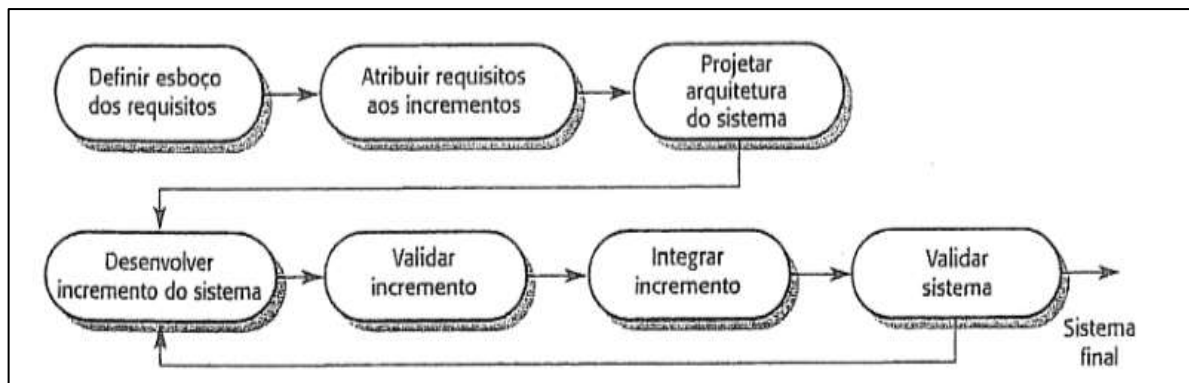 Definir esboço
dos requisitos
Atribuir requisitos
aos incrementos
Projetar
arquitetura
do sistema
Desenvolver
incremento do sistema
Validar
incremento
Integrar
incremento
Validar
sistema
Sistema
final